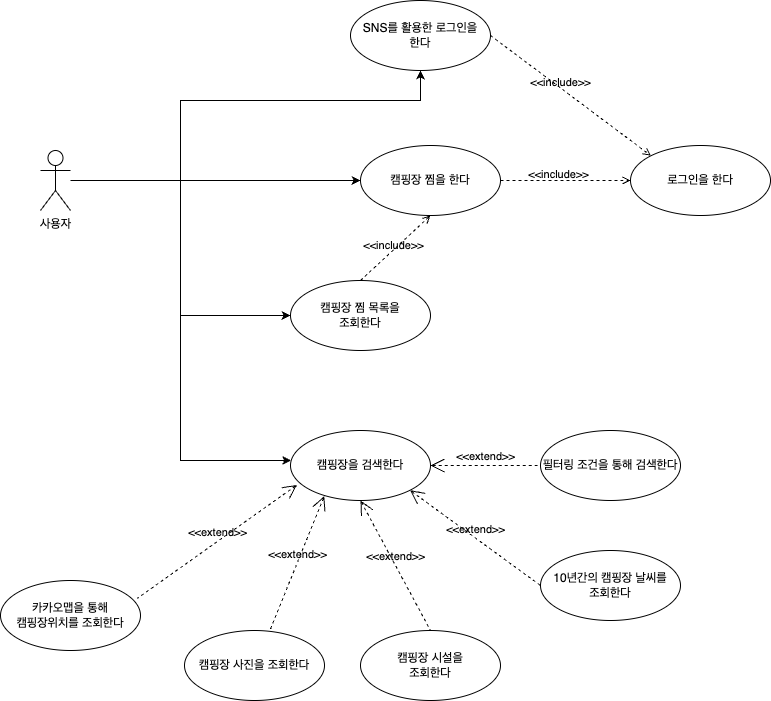 SNS를 활용한 로그인을
한다
<<include>>
캠핑장 찜을 한다
<<include>>
로그인을 한다
사용자
<<include>>
캠핑장 찜 목록을
조회한다
캠핑장을 검색한다
<<extend>>
필터링 조건을 통해 검색한다
<<extend>>
<<extend>>
<<extend>>
<<extend>>
10년간의 캠핑장 날씨를
조회한다
카카오맵을 통해
캠핑장위치를 조회한다
캠핑장 사진을 조회한다
캠핑장 시설을
조회한다